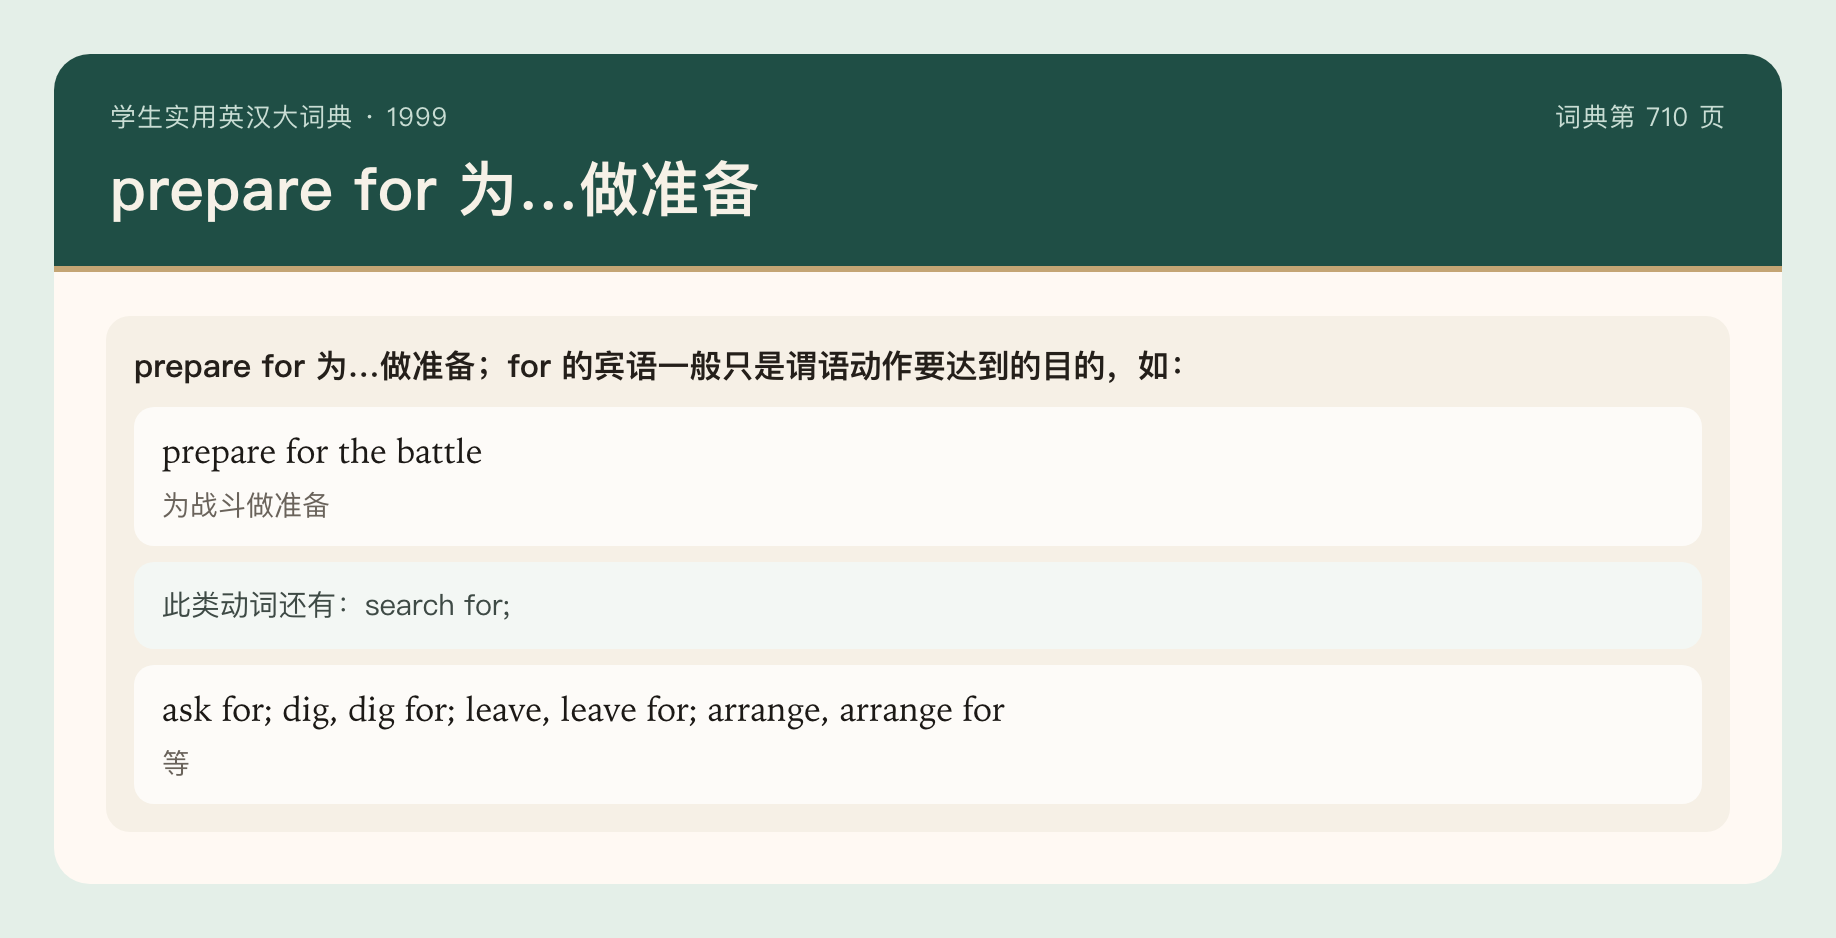 学生实用英汉大词典 · 1999
词典第 710 页
prepare for 为…做准备
prepare for 为…做准备；for 的宾语一般只是谓语动作要达到的目的，如：
prepare for the battle
为战斗做准备
此类动词还有：search for;
ask for; dig, dig for; leave, leave for; arrange, arrange for
等